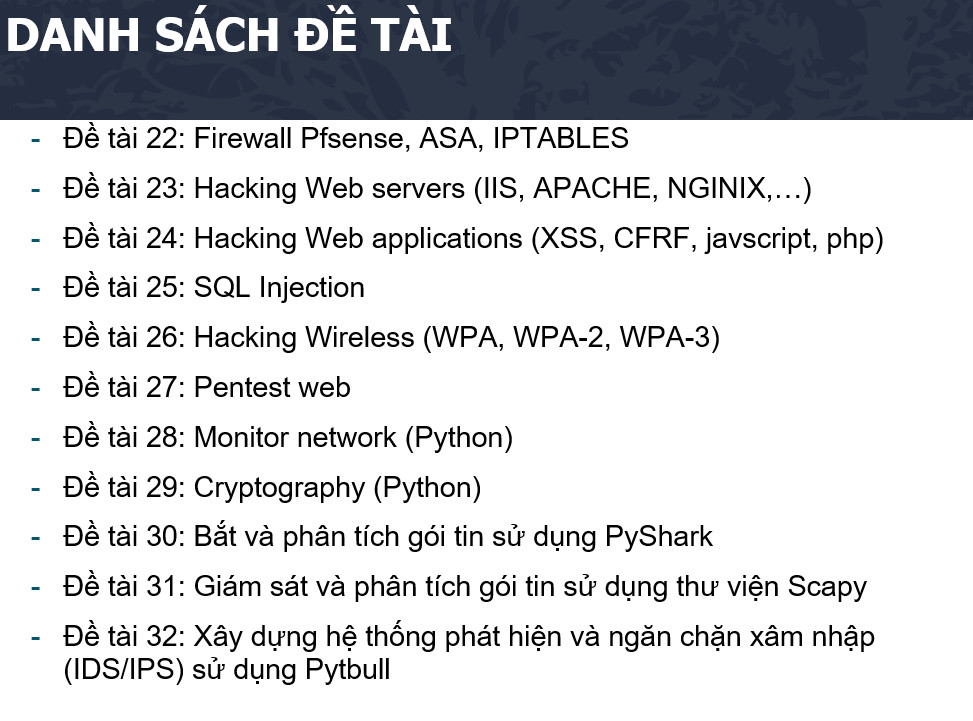 DANH SÁCH ĐỀ TÀI
- Đề tài 22: Firewall Pfsense, ASA, IPTABLES
- Đề tài 23: Hacking Web servers (IIS, APACHE, NGINIX,...)
- Đề tài 24: Hacking Web applications (XSS, CFRF, javscript, php)
- Đề tài 25: SQL Injection
- Đề tài 26: Hacking Wireless (WPA, WPA-2, WPA-3)
- Đề tài 27: Pentest web
- Đề tài 28: Monitor network (Python)
- Đề tài 29: Cryptography (Python)
- Đề tài 30: Bắt và phân tích gói tin sử dụng PyShark
- Đề tài 31: Giám sát và phân tích gói tin sử dụng thư viện Scapy
- Đề tài 32: Xây dựng hệ thống phát hiện và ngăn chặn xâm nhập
(IDS/IPS) sử dụng Pytbull